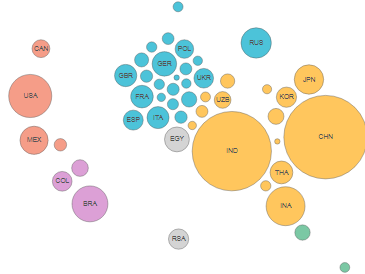 CAN
POL
RUS
GER
GBR
UKR
JPN
USA
FRA
UZB
KOR
ESP
ITA
MEX
EGY
IND
CHN
THA
COL
BRA
INA
RSA